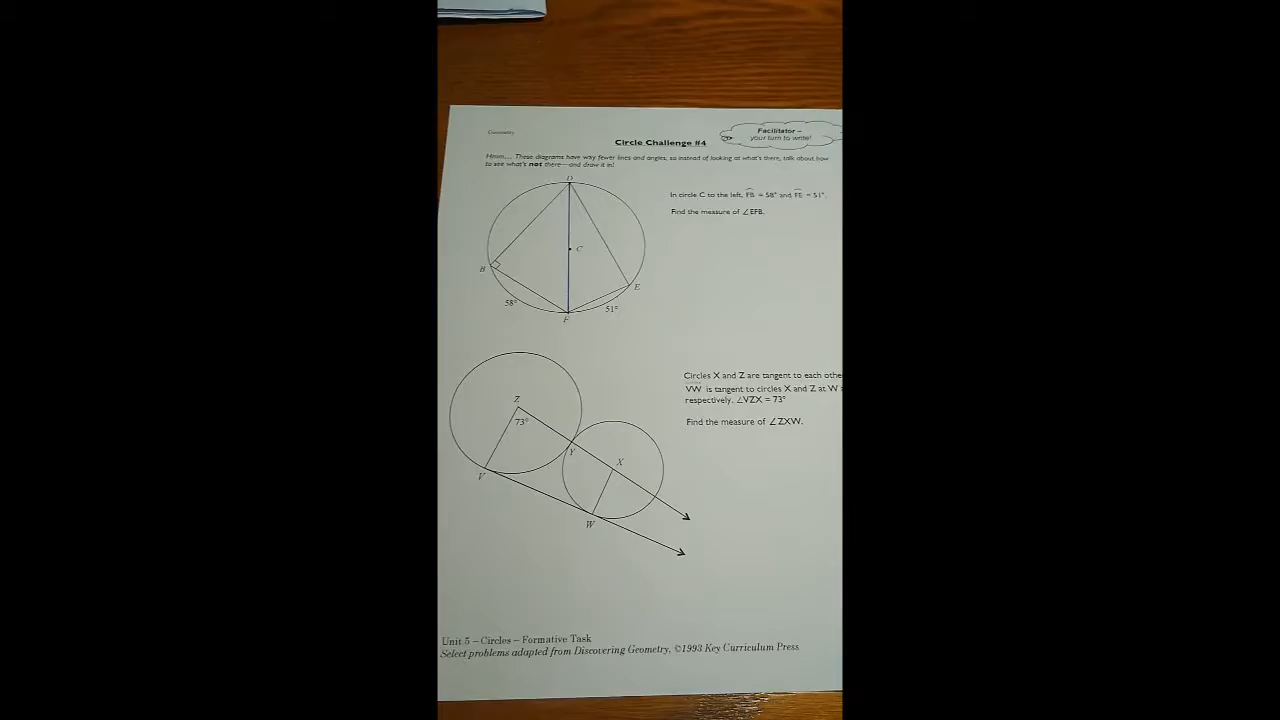 Geometry
Facilitator –
your turn to write!
Circle Challenge #4
Hmm.... These diagrams have way fewer lines and angles, so instead of looking at what's there, talk about how
to see what's not there—and draw it in!
D
In circle C to the left, FB = 58° and FE = 51°.
Find the measure of ∠EFB.
C
B
E
58°
51°
F
Circles X and Z are tangent to each othe
VW is tangent to circles X and Z at W
respectively. ∠VZX = 73°
Find the measure of ∠ZXW.
Z
73°
Y
X
V
W
Unit 5 – Circles – Formative Task
Select problems adapted from Discovering Geometry, ©1993 Key Curriculum Press